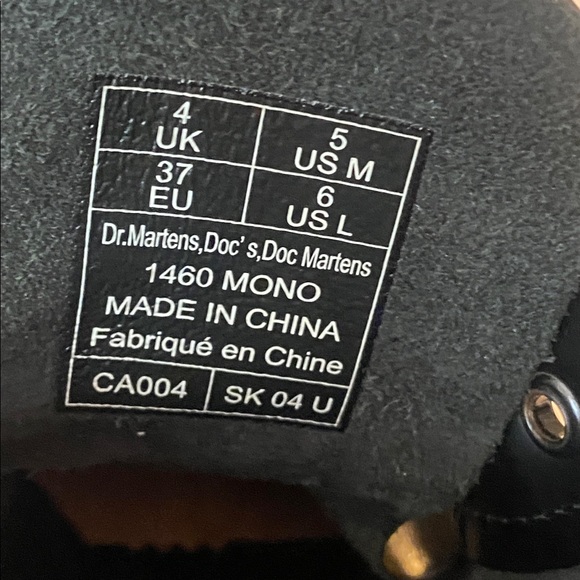 4
UK
5
US M
37
EU
6
US L
Dr.Martens,Doc's,Doc Martens
1460 MONO
MADE IN CHINA
Fabriqué en Chine
CA004
SK 04 U